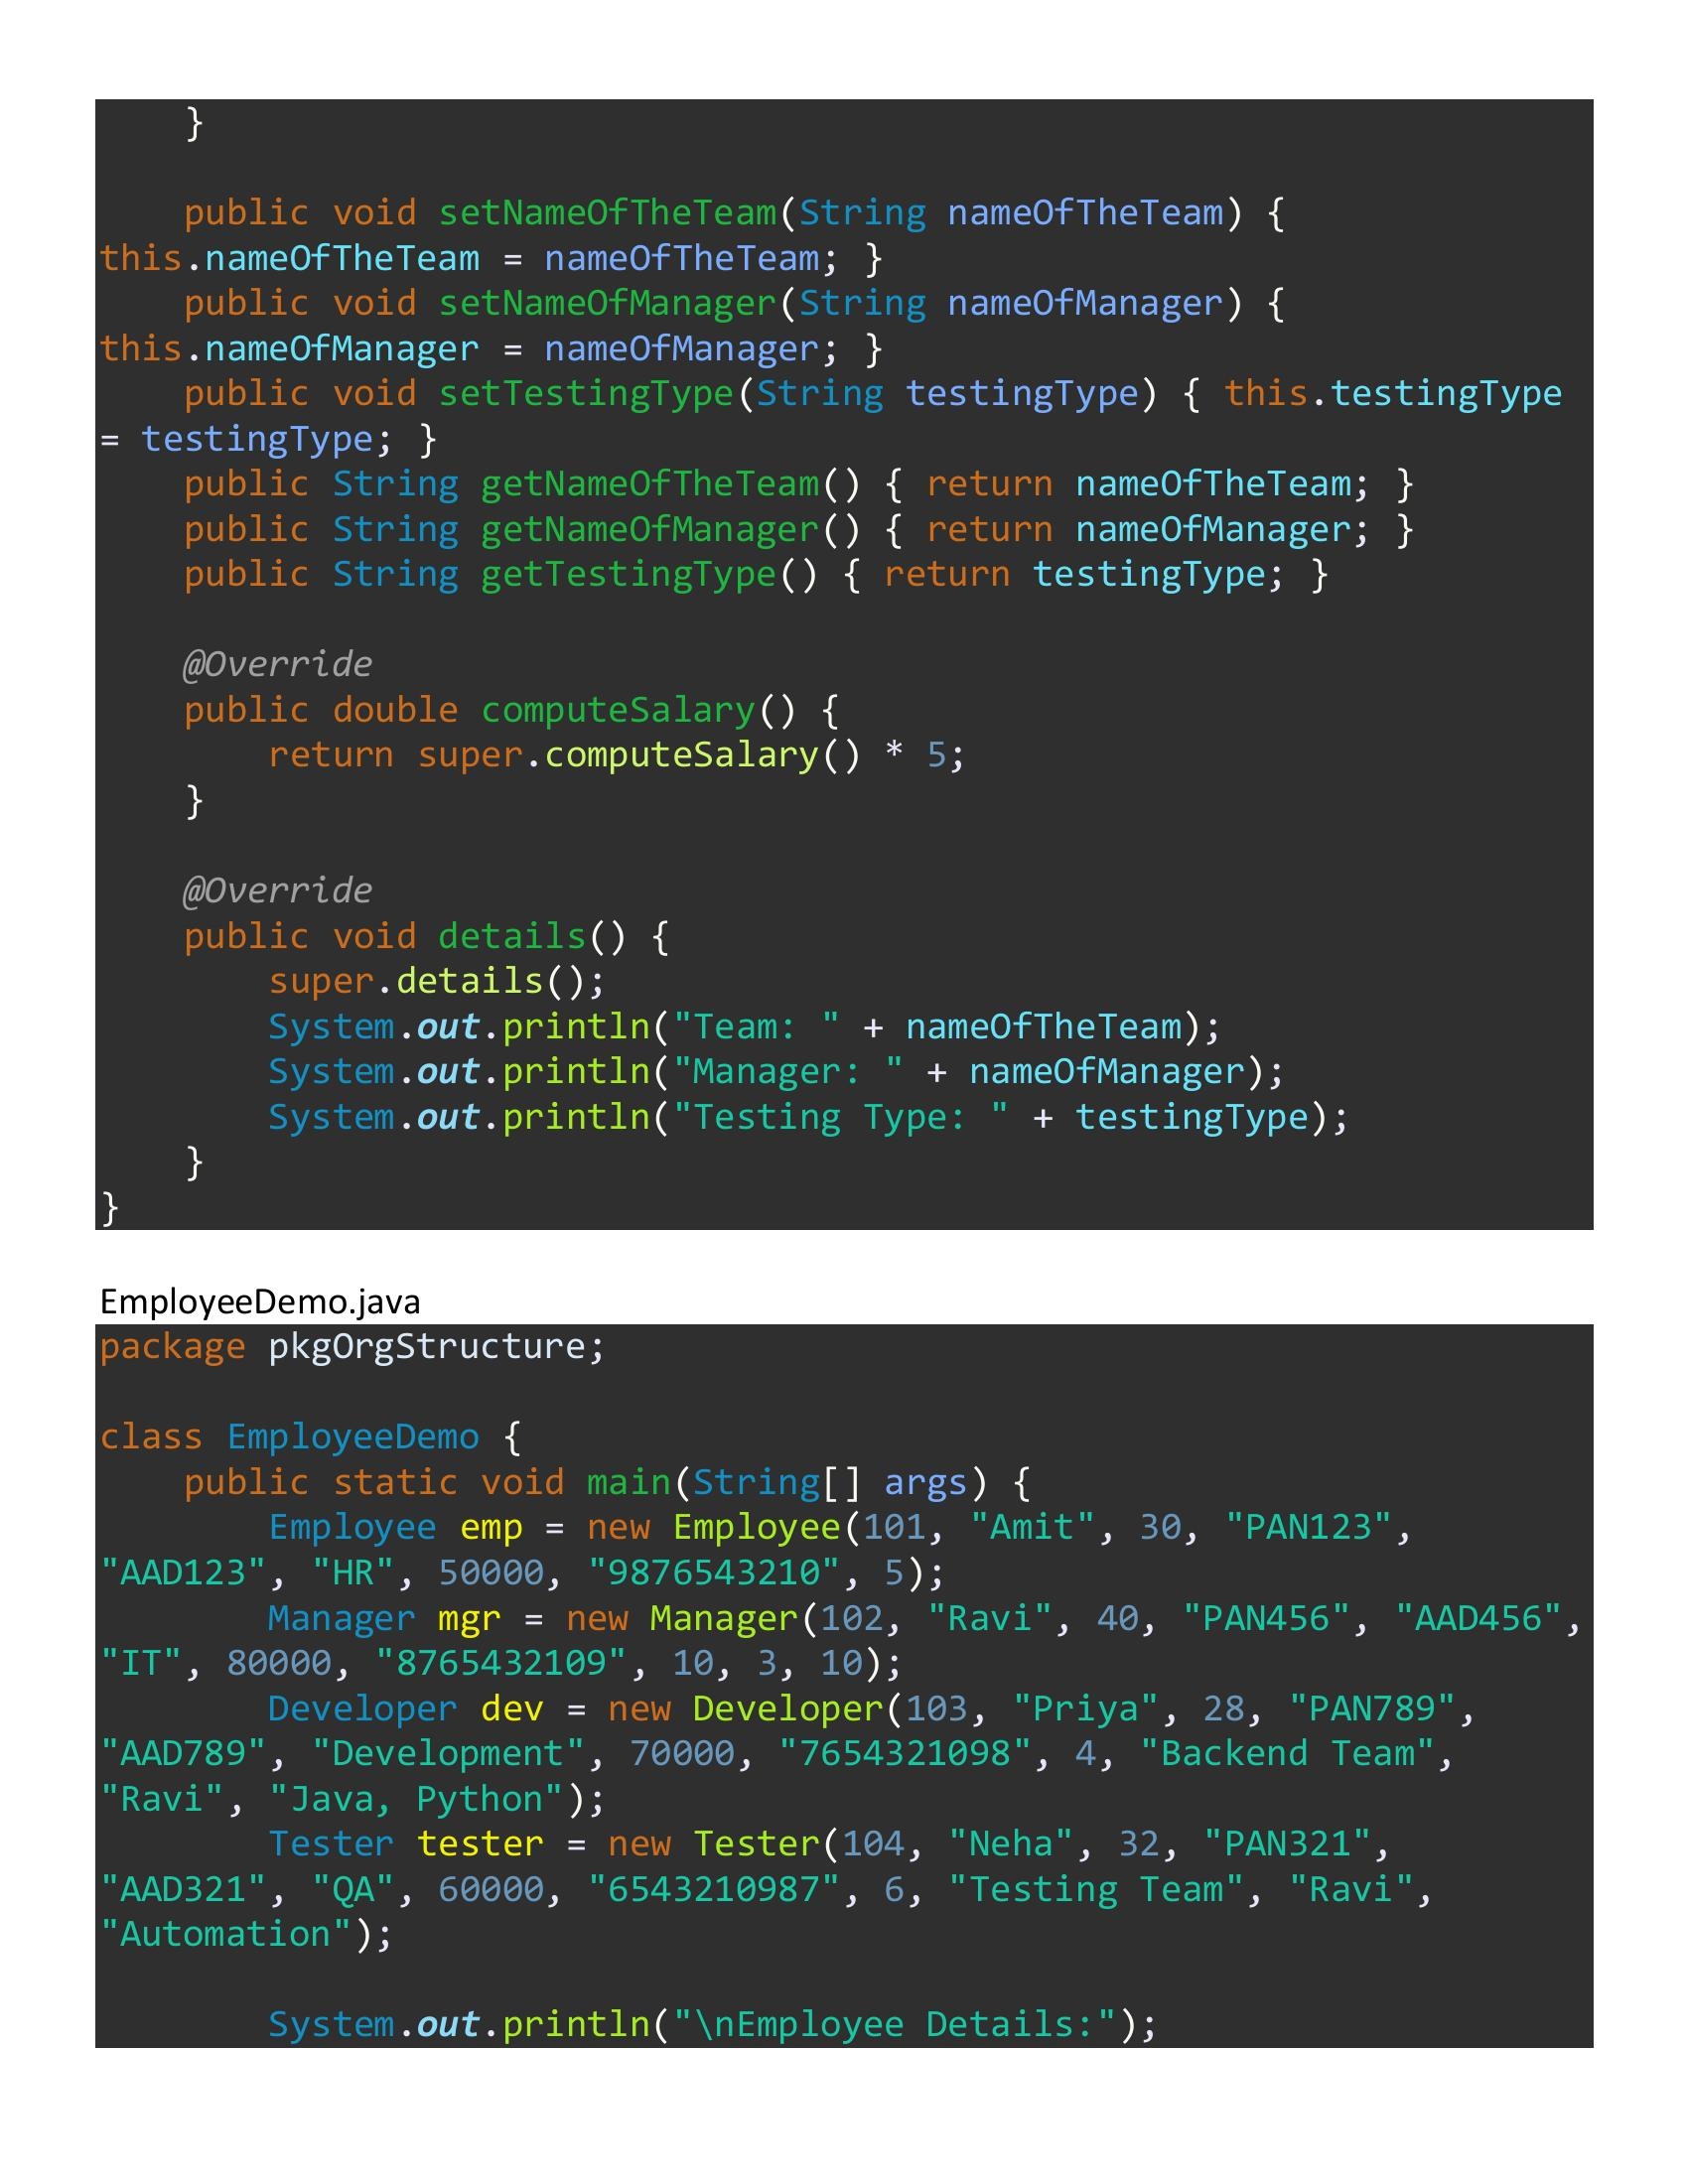 }

    public void setNameOfTheTeam(String nameOfTheTeam) {
this.nameOfTheTeam = nameOfTheTeam; }
    public void setNameOfManager(String nameOfManager) {
this.nameOfManager = nameOfManager; }
    public void setTestingType(String testingType) { this.testingType
= testingType; }
    public String getNameOfTheTeam() { return nameOfTheTeam; }
    public String getNameOfManager() { return nameOfManager; }
    public String getTestingType() { return testingType; }

    @Override
    public double computeSalary() {
        return super.computeSalary() * 5;
    }

    @Override
    public void details() {
        super.details();
        System.out.println("Team: " + nameOfTheTeam);
        System.out.println("Manager: " + nameOfManager);
        System.out.println("Testing Type: " + testingType);
    }
}

EmployeeDemo.java
package pkgOrgStructure;

class EmployeeDemo {
    public static void main(String[] args) {
        Employee emp = new Employee(101, "Amit", 30, "PAN123",
"AAD123", "HR", 50000, "9876543210", 5);
        Manager mgr = new Manager(102, "Ravi", 40, "PAN456", "AAD456",
"IT", 80000, "8765432109", 10, 3, 10);
        Developer dev = new Developer(103, "Priya", 28, "PAN789",
"AAD789", "Development", 70000, "7654321098", 4, "Backend Team",
"Ravi", "Java, Python");
        Tester tester = new Tester(104, "Neha", 32, "PAN321",
"AAD321", "QA", 60000, "6543210987", 6, "Testing Team", "Ravi",
"Automation");

        System.out.println("\nEmployee Details:");